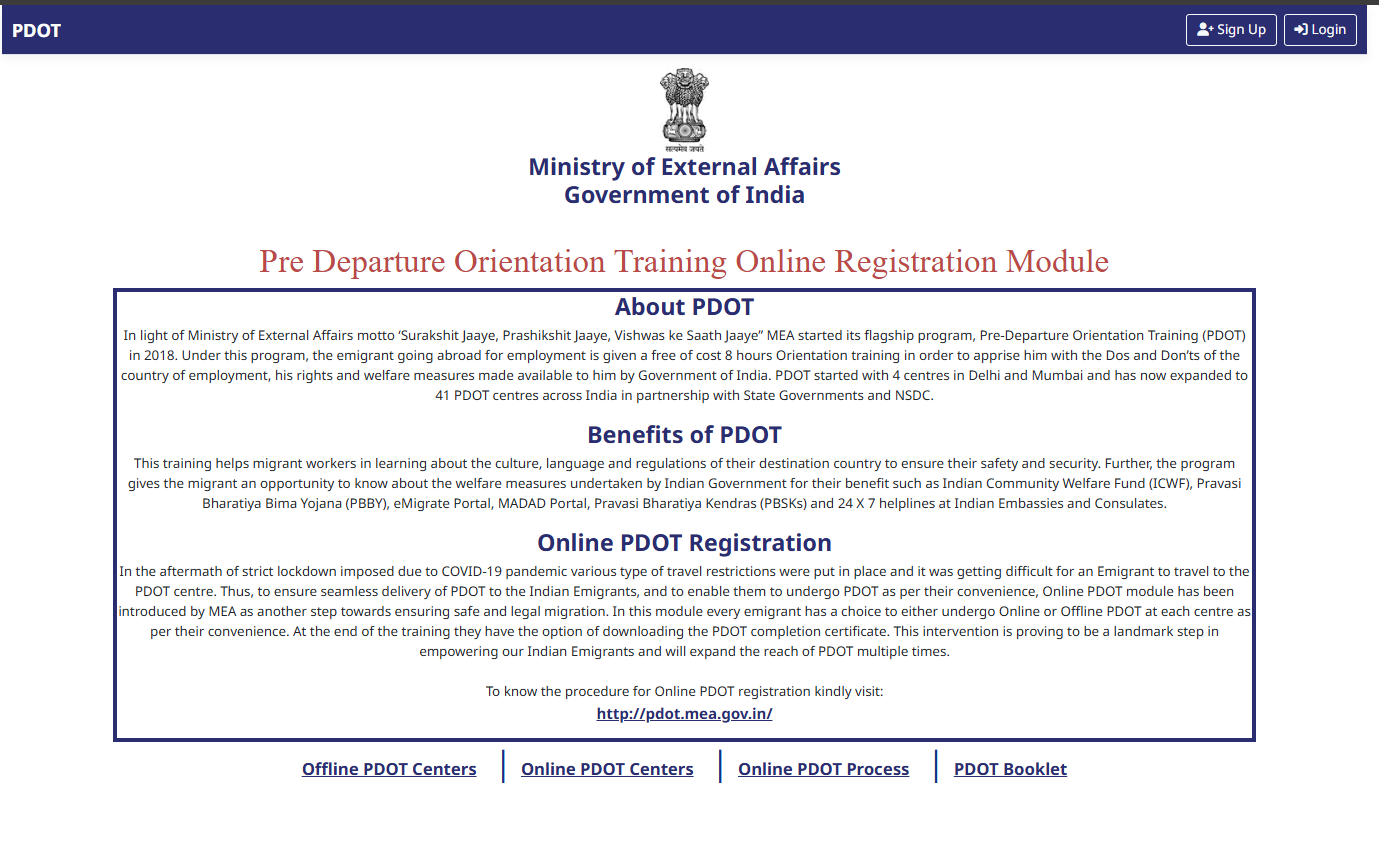 PDOT
Sign Up
Login
सत्यमेव जयते
Ministry of External Affairs
Government of India
Pre Departure Orientation Training Online Registration Module
About PDOT
In light of Ministry of External Affairs motto ‘Surakshit Jaaye, Prashikshit Jaaye, Vishwas ke Saath Jaaye” MEA started its flagship program, Pre-Departure Orientation Training (PDOT)
in 2018. Under this program, the emigrant going abroad for employment is given a free of cost 8 hours Orientation training in order to apprise him with the Dos and Don’ts of the
country of employment, his rights and welfare measures made available to him by Government of India. PDOT started with 4 centres in Delhi and Mumbai and has now expanded to
41 PDOT centres across India in partnership with State Governments and NSDC.
Benefits of PDOT
This training helps migrant workers in learning about the culture, language and regulations of their destination country to ensure their safety and security. Further, the program
gives the migrant an opportunity to know about the welfare measures undertaken by Indian Government for their benefit such as Indian Community Welfare Fund (ICWF), Pravasi
Bharatiya Bima Yojana (PBBY), eMigrate Portal, MADAD Portal, Pravasi Bharatiya Kendras (PBSKs) and 24 X 7 helplines at Indian Embassies and Consulates.
Online PDOT Registration
In the aftermath of strict lockdown imposed due to COVID-19 pandemic various type of travel restrictions were put in place and it was getting difficult for an Emigrant to travel to the
PDOT centre. Thus, to ensure seamless delivery of PDOT to the Indian Emigrants, and to enable them to undergo PDOT as per their convenience, Online PDOT module has been
introduced by MEA as another step towards ensuring safe and legal migration. In this module every emigrant has a choice to either undergo Online or Offline PDOT at each centre as
per their convenience. At the end of the training they have the option of downloading the PDOT completion certificate. This intervention is proving to be a landmark step in
empowering our Indian Emigrants and will expand the reach of PDOT multiple times.
To know the procedure for Online PDOT registration kindly visit:
http://pdot.mea.gov.in/
Offline PDOT Centers
Online PDOT Centers
Online PDOT Process
PDOT Booklet